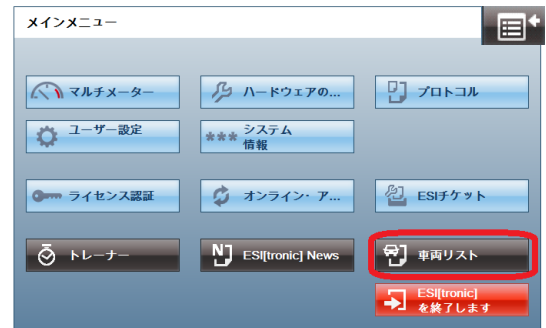 メインメニュー
マルチメーター
ハードウェアの...
プロトコル
ユーザー設定
*** システム
情報
ライセンス認証
オンライン・ ア...
ESIチケット
トレーナー
N ESI[tronic] News
車両リスト
ESI[tronic]
を終了します